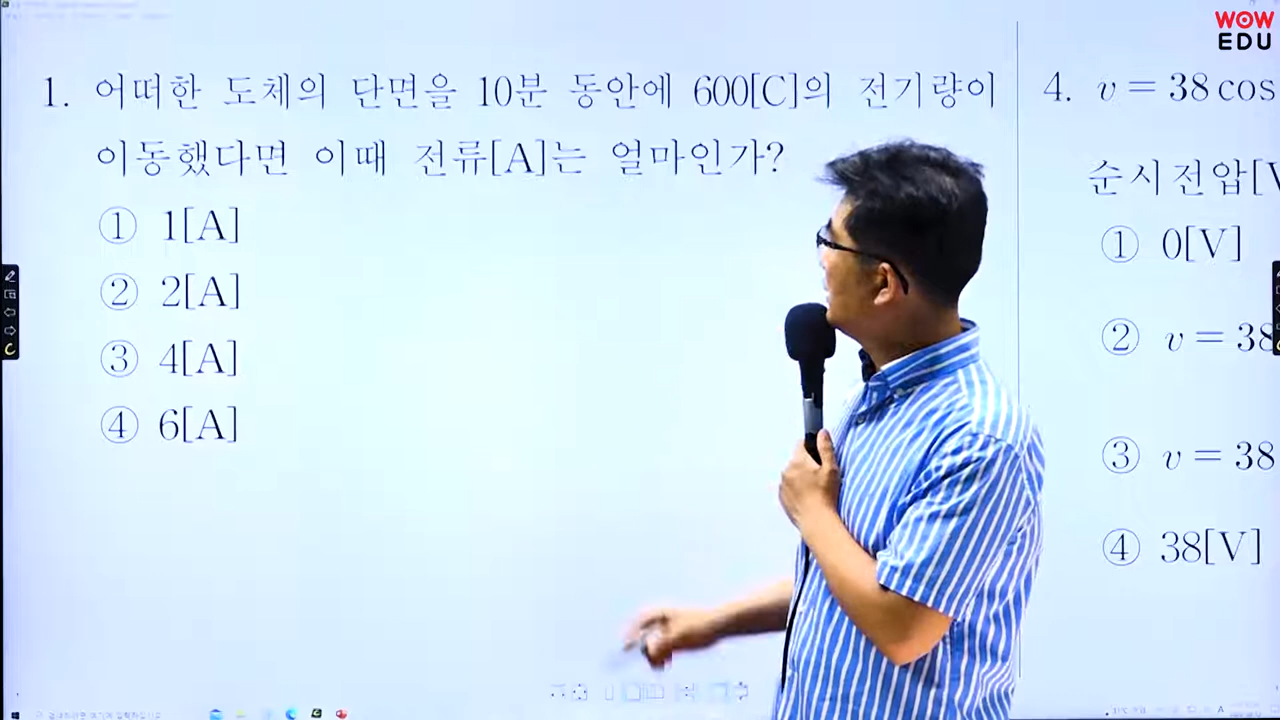 WOW
EDU
1. 어떠한 도체의 단면을 10분 동안에 600[C]의 전기량이
이동했다면 이때 전류[A]는 얼마인가?
① 1[A]
② 2[A]
③ 4[A]
④ 6[A]
4. v = 38 cos
순시전압[V
① 0[V]
② v = 38
③ v = 38
④ 38[V]